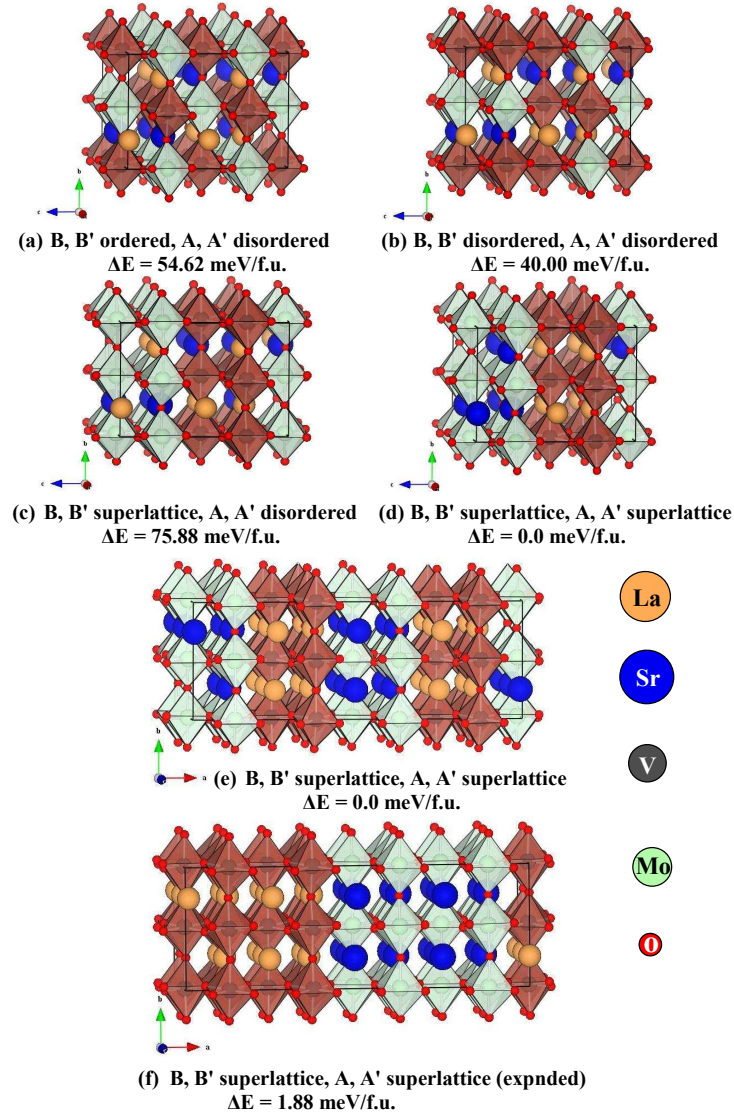 b
c
b
c
(a) B, B' ordered, A, A' disordered
ΔE = 54.62 meV/f.u.
(b) B, B' disordered, A, A' disordered
ΔE = 40.00 meV/f.u.
b
c
b
c
(c) B, B' superlattice, A, A' disordered
ΔE = 75.88 meV/f.u.
(d) B, B' superlattice, A, A' superlattice
ΔE = 0.0 meV/f.u.
La
Sr
V
Mo
O
b
a
(e) B, B' superlattice, A, A' superlattice
ΔE = 0.0 meV/f.u.
b
a
(f) B, B' superlattice, A, A' superlattice (expnded)
ΔE = 1.88 meV/f.u.